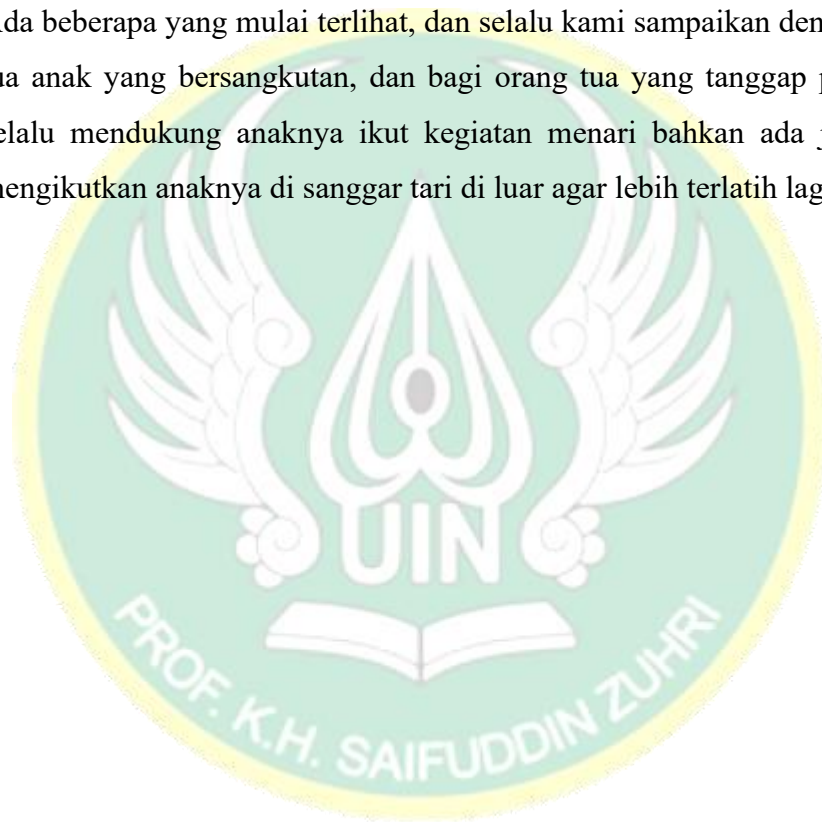 da beberapa yang mulai terlihat, dan selalu kami sampaikan den
ua anak yang bersangkutan, dan bagi orang tua yang tanggap p
elalu mendukung anaknya ikut kegiatan menari bahkan ada j
engikutkan anaknya di sanggar tari di luar agar lebih terlatih lag
UIN
PROF. K.H. SAIFUDDIN ZUHRI